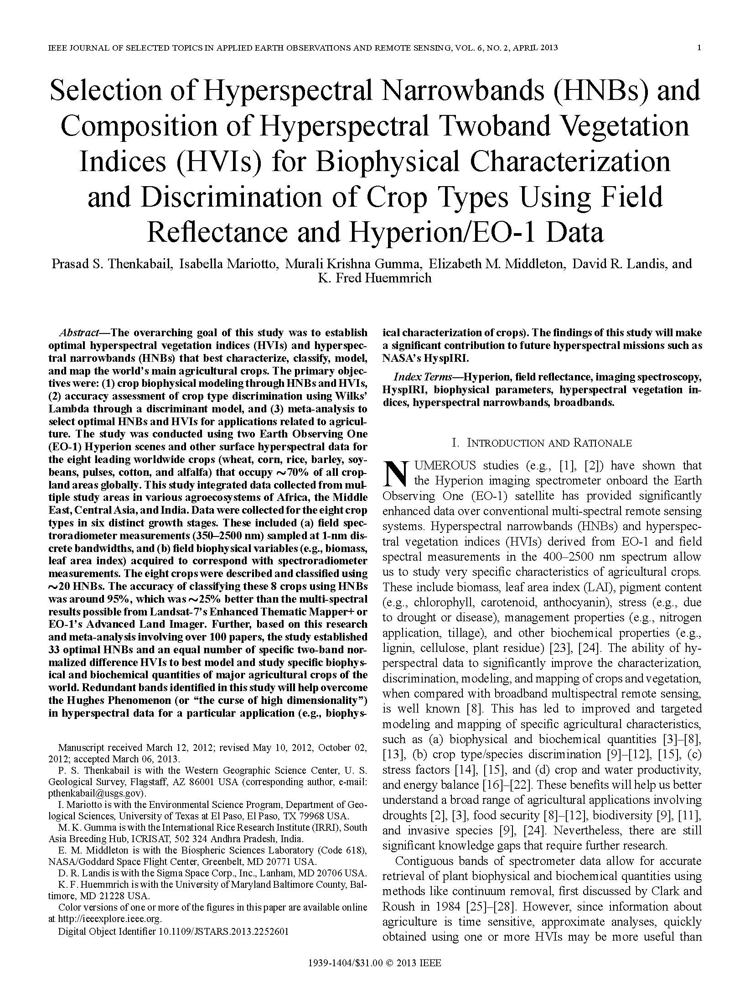 IEEE JOURNAL OF SELECTED TOPICS IN APPLIED EARTH OBSERVATIONS AND REMOTE SENSING, VOL. 6, NO. 2, APRIL 2013 1
Selection of Hyperspectral Narrowbands (HNBs) and
Composition of Hyperspectral Twoband Vegetation
Indices (HVIs) for Biophysical Characterization
and Discrimination of Crop Types Using Field
Reflectance and Hyperion/EO-1 Data
Prasad S. Thenkabail, Isabella Mariotto, Murali Krishna Gumma, Elizabeth M. Middleton, David R. Landis, and
K. Fred Huemmrich
Abstract—The overarching goal of this study was to establish
optimal hyperspectral vegetation indices (HVIs) and hyperspec-
tral narrowbands (HNBs) that best characterize, classify, model,
and map the world's main agricultural crops. The primary objec-
tives were: (1) crop biophysical modeling through HNBs and HVIs,
(2) accuracy assessment of crop type discrimination using Wilks'
Lambda through a discriminant model, and (3) meta-analysis to
select optimal HNBs and HVIs for applications related to agricul-
ture. The study was conducted using two Earth Observing One
(EO-1) Hyperion scenes and other surface hyperspectral data for
the eight leading worldwide crops (wheat, corn, rice, barley, soy-
beans, pulses, cotton, and alfalfa) that occupy ~70% of all crop-
land areas globally. This study integrated data collected from mul-
tiple study areas in various agroecosystems of Africa, the Middle
East, Central Asia, and India. Data were collected for the eight crop
types in six distinct growth stages. These included (a) field spec-
troradiometer measurements (350–2500 nm) sampled at 1-nm dis-
crete bandwidths, and (b) field biophysical variables (e.g., biomass,
leaf area index) acquired to correspond with spectroradiometer
measurements. The eight crops were described and classified using
~20 HNBs. The accuracy of classifying these 8 crops using HNBs
was around 95%, which was ~25% better than the multi-spectral
results possible from Landsat-7's Enhanced Thematic Mapper+ or
EO-1's Advanced Land Imager. Further, based on this research
and meta-analysis involving over 100 papers, the study established
33 optimal HNBs and an equal number of specific two-band nor-
malized difference HVIs to best model and study specific biophys-
ical and biochemical quantities of major agricultural crops of the
world. Redundant bands identified in this study will help overcome
the Hughes Phenomenon (or “the curse of high dimensionality”)
in hyperspectral data for a particular application (e.g., biophys-
Manuscript received March 12, 2012; revised May 10, 2012, October 02,
2012; accepted March 06, 2013.
P. S. Thenkabail is with the Western Geographic Science Center, U. S.
Geological Survey, Flagstaff, AZ 86001 USA (corresponding author, e-mail:
pthenkabail@usgs.gov).
I. Mariotto is with the Environmental Science Program, Department of Geo-
logical Sciences, University of Texas at El Paso, El Paso, TX 79968 USA.
M. K. Gumma is with the International Rice Research Institute (IRRI), South
Asia Breeding Hub, ICRISAT, 502 324 Andhra Pradesh, India.
E. M. Middleton is with the Biospheric Sciences Laboratory (Code 618),
NASA/Goddard Space Flight Center, Greenbelt, MD 20771 USA.
D. R. Landis is with the Sigma Space Corp., Inc., Lanham, MD 20706 USA.
K. F. Huemmrich is with the University of Maryland Baltimore County, Bal-
timore, MD 21228 USA.
Color versions of one or more of the figures in this paper are available online
at http://ieeexplore.ieee.org.
Digital Object Identifier 10.1109/JSTARS.2013.2252601
ical characterization of crops). The findings of this study will make
a significant contribution to future hyperspectral missions such as
NASA's HyspIRI.
Index Terms—Hyperion, field reflectance, imaging spectroscopy,
HyspIRI, biophysical parameters, hyperspectral vegetation in-
dices, hyperspectral narrowbands, broadbands.
I. INTRODUCTION AND RATIONALE
NUMEROUS studies (e.g., [1], [2]) have shown that
the Hyperion imaging spectrometer onboard the Earth
Observing One (EO-1) satellite has provided significantly
enhanced data over conventional multi-spectral remote sensing
systems. Hyperspectral narrowbands (HNBs) and hyperspec-
tral vegetation indices (HVIs) derived from EO-1 and field
spectral measurements in the 400–2500 nm spectrum allow
us to study very specific characteristics of agricultural crops.
These include biomass, leaf area index (LAI), pigment content
(e.g., chlorophyll, carotenoid, anthocyanin), stress (e.g., due
to drought or disease), management properties (e.g., nitrogen
application, tillage), and other biochemical properties (e.g.,
lignin, cellulose, plant residue) [23], [24]. The ability of hy-
perspectral data to significantly improve the characterization,
discrimination, modeling, and mapping of crops and vegetation,
when compared with broadband multispectral remote sensing,
is well known [8]. This has led to improved and targeted
modeling and mapping of specific agricultural characteristics,
such as (a) biophysical and biochemical quantities [3]–[8],
[13], (b) crop type/species discrimination [9]–[12], [15], (c)
stress factors [14], [15], and (d) crop and water productivity,
and energy balance [16]–[22]. These benefits will help us better
understand a broad range of agricultural applications involving
droughts [2], [3], food security [8]–[12], biodiversity [9], [11],
and invasive species [9], [24]. Nevertheless, there are still
significant knowledge gaps that require further research.
Contiguous bands of spectrometer data allow for accurate
retrieval of plant biophysical and biochemical quantities using
methods like continuum removal, first discussed by Clark and
Roush in 1984 [25]–[28]. However, since information about
agriculture is time sensitive, approximate analyses, quickly
obtained using one or more HVIs may be more useful than
1939-1404/$31.00 © 2013 IEEE